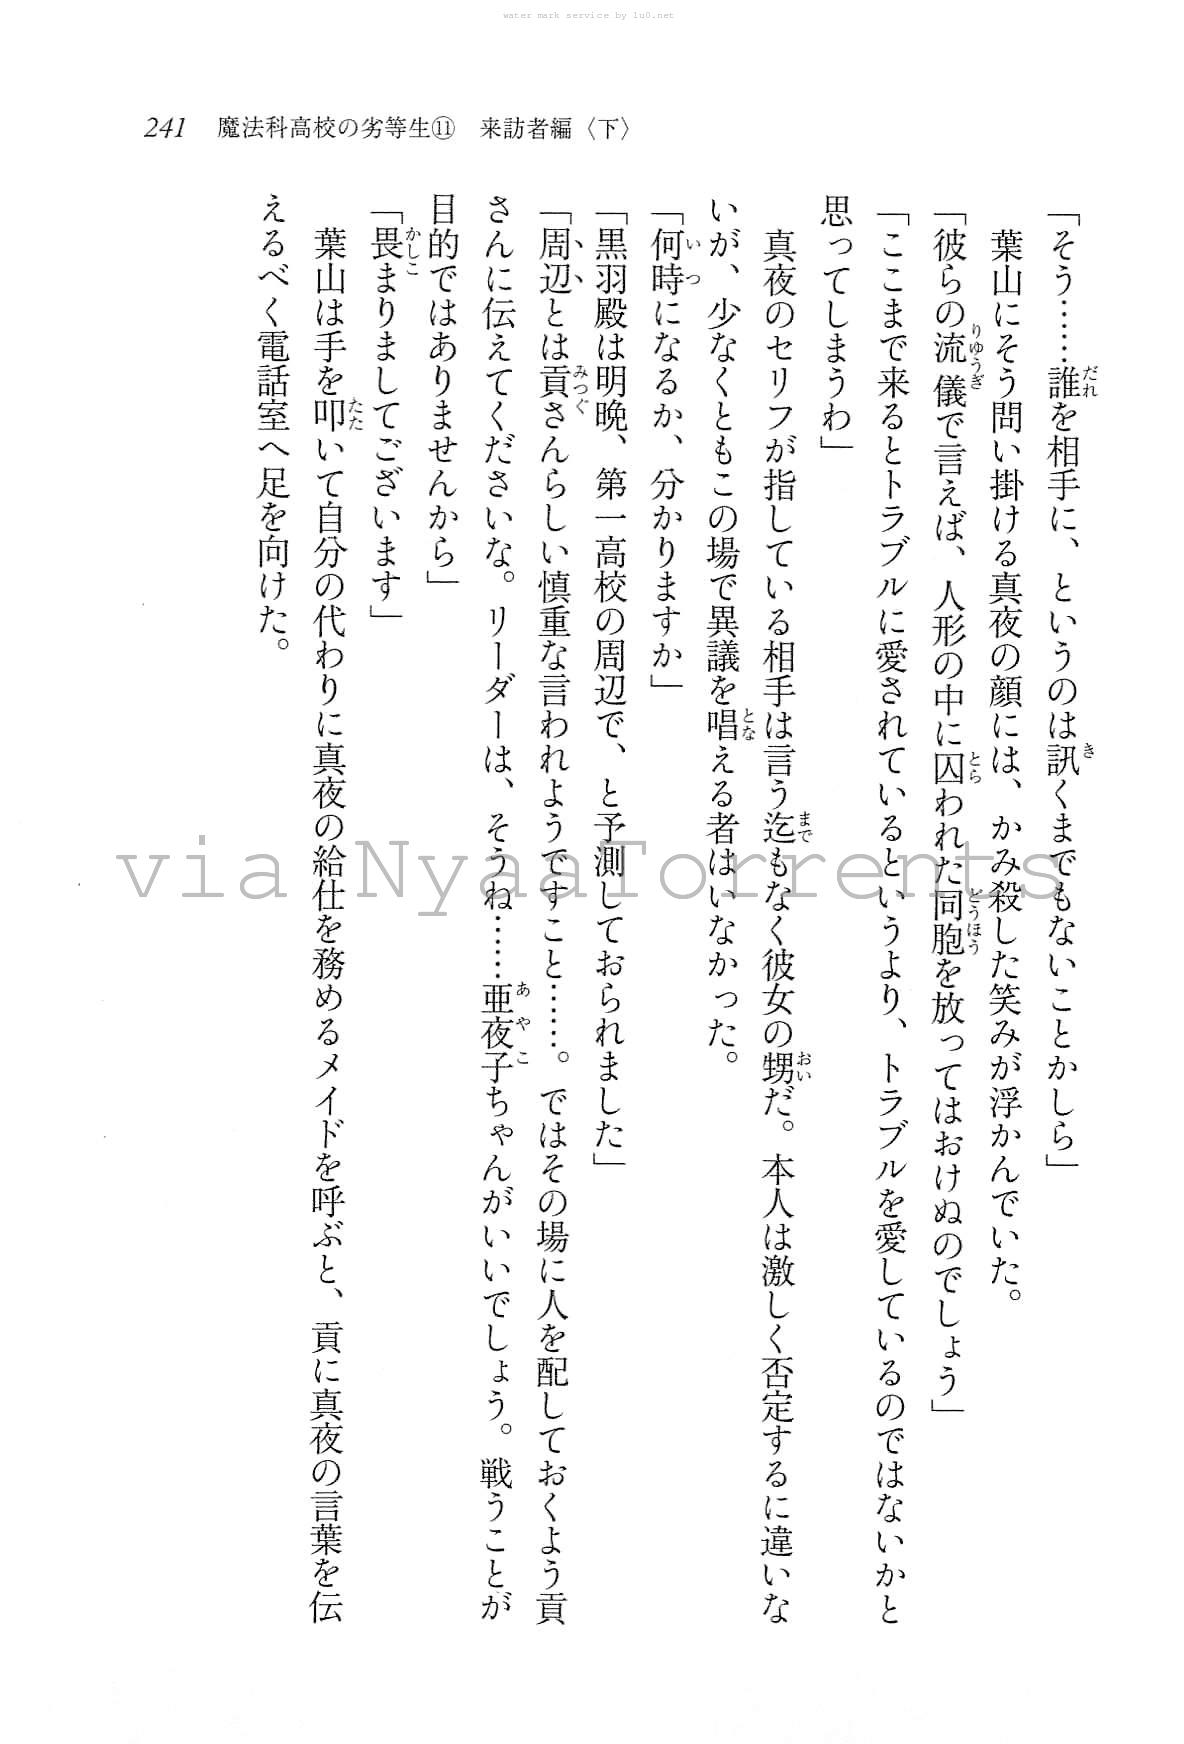 water mark service by lu0.net
241　魔法科高校の劣等生⑪　来訪者編〈下〉
「そう……誰を相手に、というのは訊くまでもないことかしら」
　葉山にそう問い掛ける真夜の顔には、かみ殺した笑みが浮かんでいた。
「彼らの流儀で言えば、人形の中に囚われた同胞を放ってはおけぬのでしょう」
「ここまで来るとトラブルに愛されているというより、トラブルを愛しているのではないかと
思ってしまうわ」
　真夜のセリフが指している相手は言う迄もなく彼女の甥だ。本人は激しく否定するに違いな
いが、少なくともこの場で異議を唱える者はいなかった。
「何時になるか、分かりますか」
「黒羽殿は明晩、第一高校の周辺で、と予測しておられました」
「周辺とは貢さんらしい慎重な言われようですこと……。ではその場に人を配しておくよう貢
さんに伝えてくださいな。リーダーは、そうね……亜夜子ちゃんがいいでしょう。戦うことが
目的ではありませんから」
「畏まりましてございます」
　葉山は手を叩いて自分の代わりに真夜の給仕を務めるメイドを呼ぶと、貢に真夜の言葉を伝
えるべく電話室へ足を向けた。
via NyaaTorrents